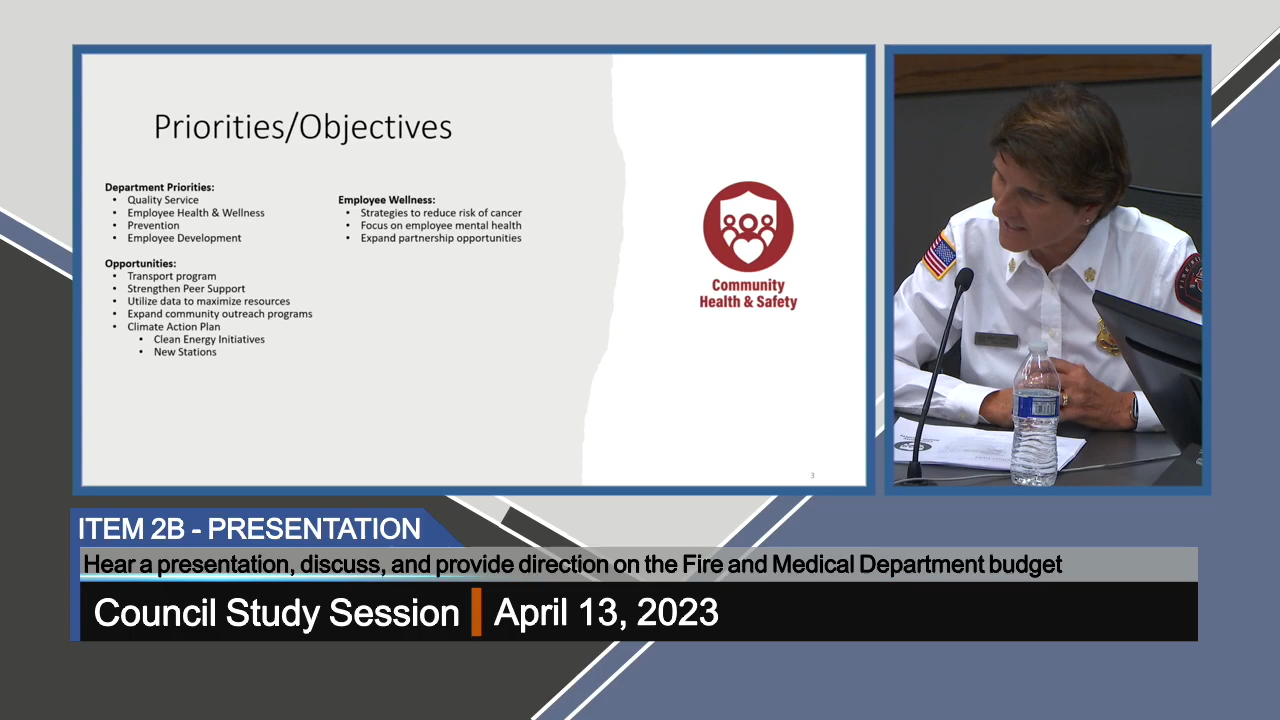 Priorities/Objectives
Department Priorities:
• Quality Service
• Employee Health & Wellness
• Prevention
• Employee Development
Opportunities:
• Transport program
• Strengthen Peer Support
• Utilize data to maximize resources
• Expand community outreach programs
• Climate Action Plan
• Clean Energy Initiatives
• New Stations
Employee Wellness:
• Strategies to reduce risk of cancer
• Focus on employee mental health
• Expand partnership opportunities
Community
Health & Safety
3
ITEM 2B - PRESENTATION
Hear a presentation, discuss, and provide direction on the Fire and Medical Department budget
Council Study Session
April 13, 2023